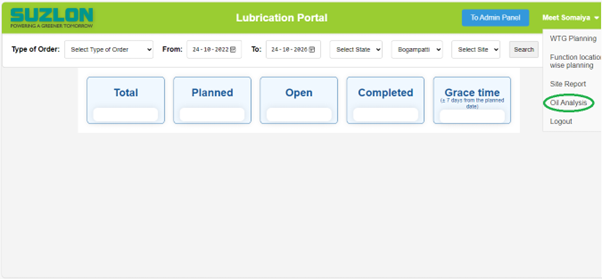 SUZLON
POWERING A GREENER TOMORROW
Lubrication Portal
To Admin Panel
Meet Somaiya
Type of Order:
Select Type of Order
From:
24-10-2022
To:
24-10-2026
Select State
Bogampatti
Select Site
Search
WTG Planning
Function location
wise planning
Site Report
Oil Analysis
Logout
Total
Planned
Open
Completed
Grace time
(± 7 days from the planned
date)